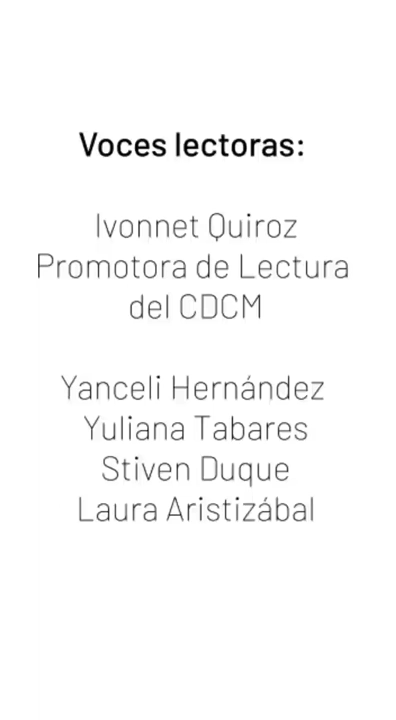 Voces lectoras:
Ivonnet Quiroz
Promotora de Lectura
del CDCM
Yanceli Hernández
Yuliana Tabares
Stiven Duque
Laura Aristizábal